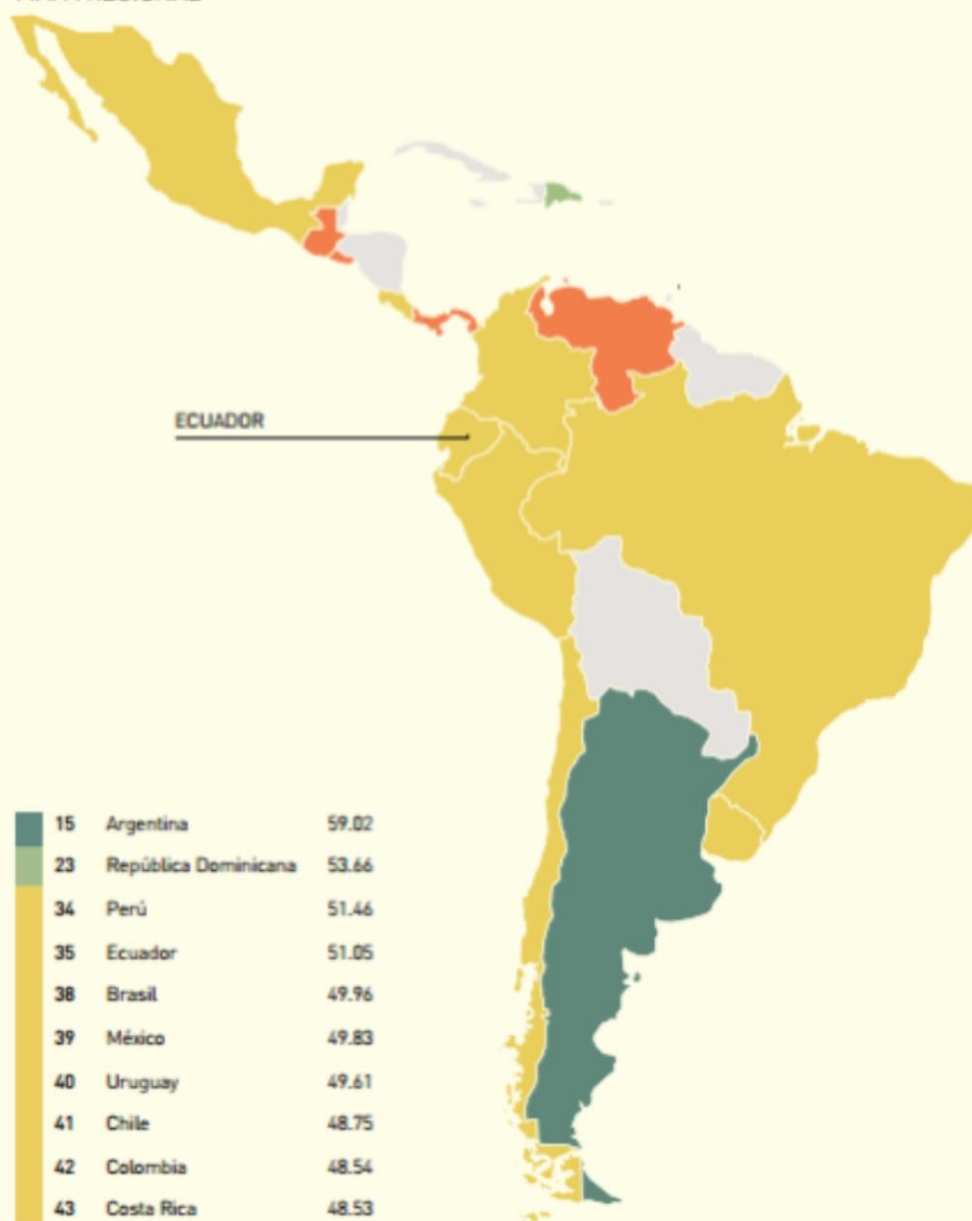 ECUADOR
15 Argentina 59.02
23 República Dominicana 53.66
34 Perú 51.46
35 Ecuador 51.05
38 Brasil 49.96
39 México 49.83
40 Uruguay 49.61
41 Chile 48.75
42 Colombia 48.54
43 Costa Rica 48.53